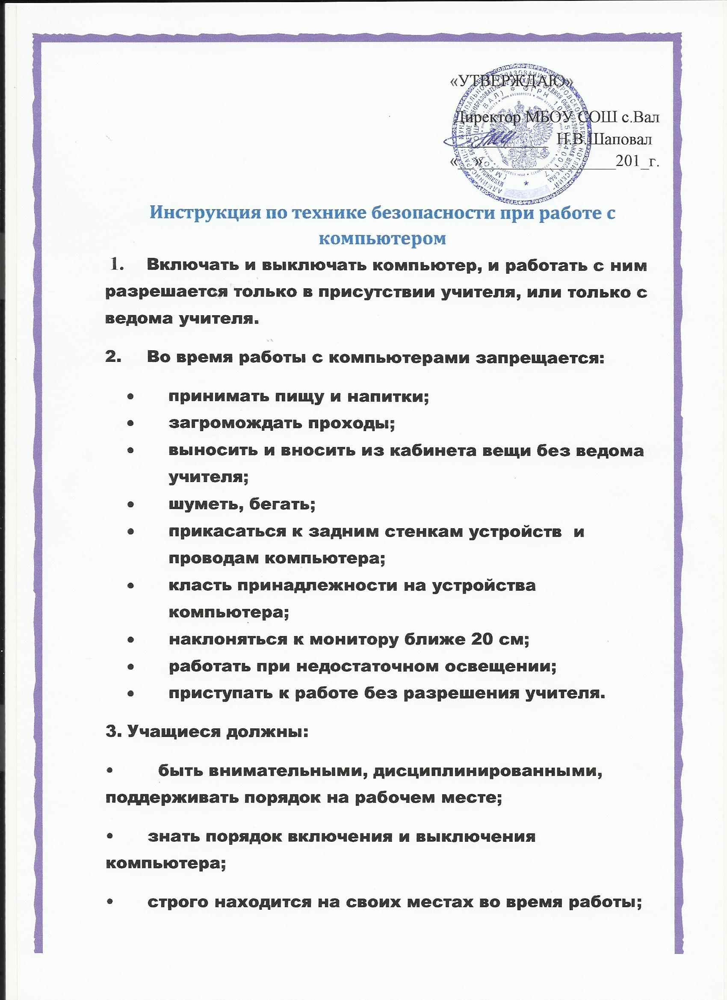 «УТВЕРЖДАЮ»
Директор МБОУ СОШ с.Вал
___________ Н.В.Шаповал
«__»________________201_г.
Инструкция по технике безопасности при работе с
компьютером
1. Включать и выключать компьютер, и работать с ним
разрешается только в присутствии учителя, или только с
ведома учителя.
2. Во время работы с компьютерами запрещается:
• принимать пищу и напитки;
• загромождать проходы;
• выносить и вносить из кабинета вещи без ведома
учителя;
• шуметь, бегать;
• прикасаться к задним стенкам устройств и
проводам компьютера;
• класть принадлежности на устройства
компьютера;
• наклоняться к монитору ближе 20 см;
• работать при недостаточном освещении;
• приступать к работе без разрешения учителя.
3. Учащиеся должны:
• быть внимательными, дисциплинированными,
поддерживать порядок на рабочем месте;
• знать порядок включения и выключения
компьютера;
• строго находится на своих местах во время работы;